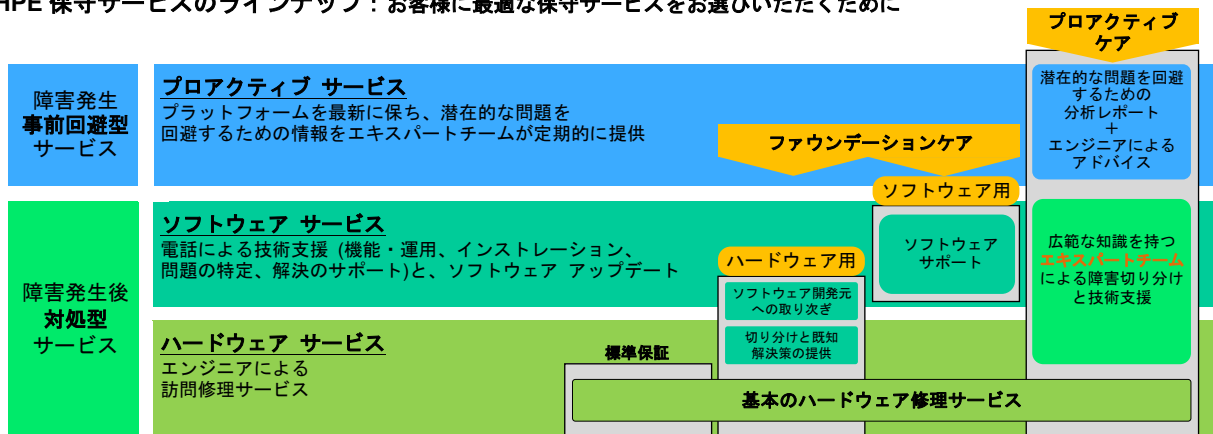 HPE 保守サービスのラインナップ：お客様に最適な保守サービスをお選びいただくために
プロアクティブ
ケア
障害発生
事前回避型
サービス
プロアクティブ サービス
プラットフォームを最新に保ち、潜在的な問題を
回避するための情報をエキスパートチームが定期的に提供
潜在的な問題を回避
するための
分析レポート
＋
エンジニアによる
アドバイス
ファウンデーションケア
ソフトウェア用
障害発生後
対処型
サービス
ソフトウェア サービス
電話による技術支援 (機能・運用、インストレーション、
問題の特定、解決のサポート)と、ソフトウェア アップデート
ソフトウェア
サポート
広範な知識を持つ
エキスパートチーム
による障害切り分け
と技術支援
ハードウェア用
ソフトウェア開発元
への取り次ぎ
切り分けと既知
解決策の提供
ハードウェア サービス
エンジニアによる
訪問修理サービス
標準保証
基本のハードウェア修理サービス